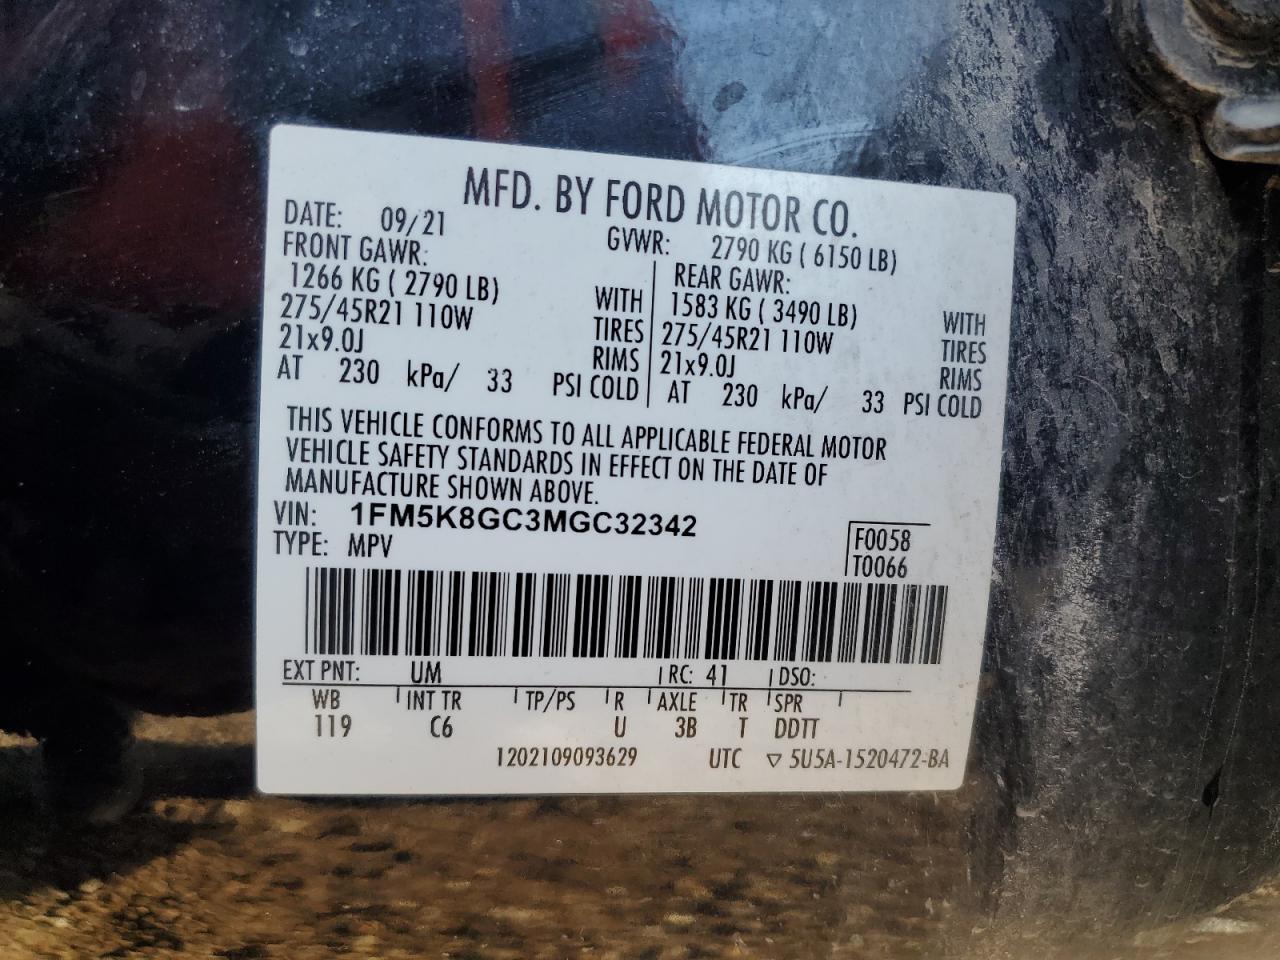 MFD. BY FORD MOTOR CO.
DATE: 09/21 GVWR: 2790 KG ( 6150 LB)
FRONT GAWR: REAR GAWR:
1266 KG ( 2790 LB) WITH 1583 KG ( 3490 LB) WITH
275/45R21 110W TIRES 275/45R21 110W TIRES
21x9.0J RIMS 21x9.0J RIMS
AT 230 kPa/ 33 PSI COLD AT 230 kPa/ 33 PSI COLD
THIS VEHICLE CONFORMS TO ALL APPLICABLE FEDERAL MOTOR
VEHICLE SAFETY STANDARDS IN EFFECT ON THE DATE OF
MANUFACTURE SHOWN ABOVE.
VIN: 1FM5K8GC3MGC32342
F0058
TYPE: MPV
T0066
EXT PNT: UM RC: 41 DSO:
WB INT TR TP/PS R AXLE TR SPR
119 C6 U 3B T DDTT
1202109093629 UTC ▽ 5U5A-1520472-BA